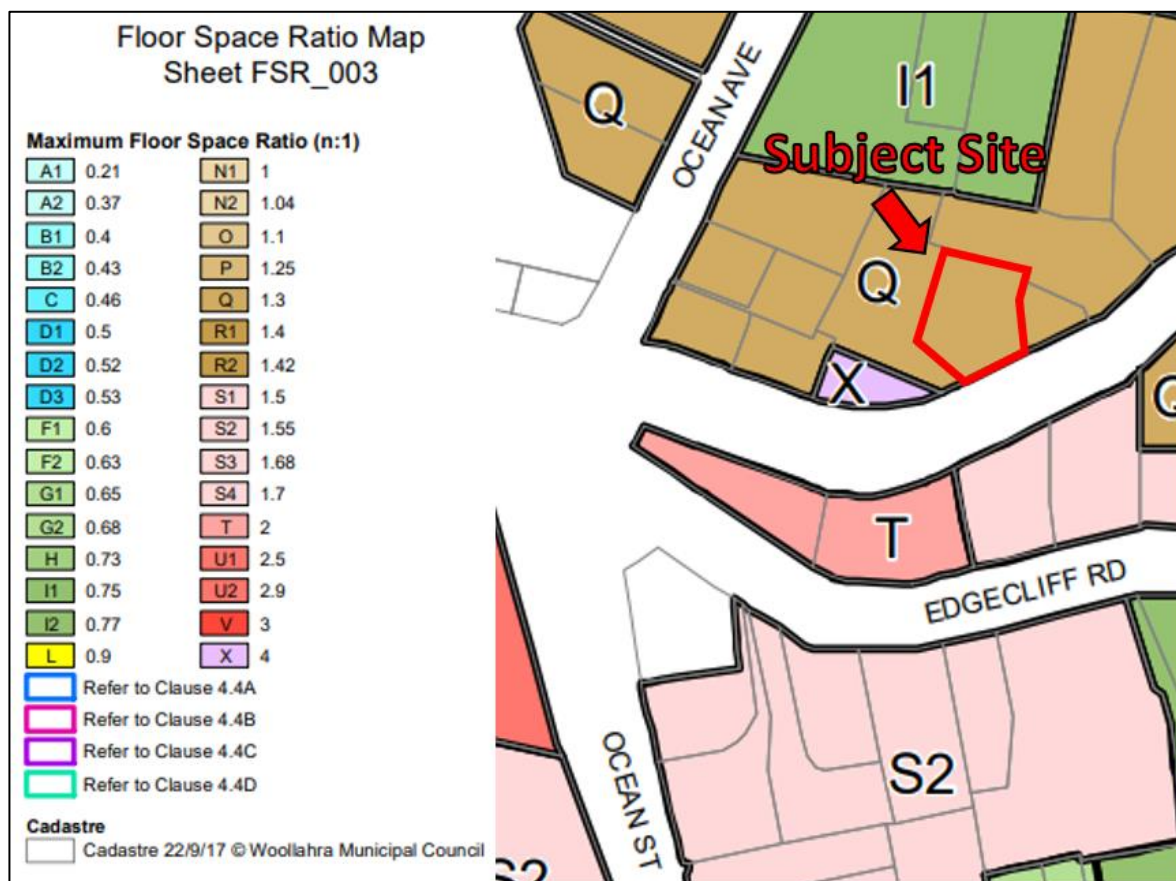 Floor Space Ratio Map
Sheet FSR_003
Maximum Floor Space Ratio (n:1)
A1 0.21
A2 0.37
B1 0.4
B2 0.43
C 0.46
D1 0.5
D2 0.52
D3 0.53
F1 0.6
F2 0.63
G1 0.65
G2 0.68
H 0.73
I1 0.75
I2 0.77
L 0.9
N1 1
N2 1.04
O 1.1
P 1.25
Q 1.3
R1 1.4
R2 1.42
S1 1.5
S2 1.55
S3 1.68
S4 1.7
T 2
U1 2.5
U2 2.9
V 3
X 4
Refer to Clause 4.4A
Refer to Clause 4.4B
Refer to Clause 4.4C
Refer to Clause 4.4D
Cadastre
Cadastre 22/9/17 © Woollahra Municipal Council
Q
OCEAN AVE
I1
Subject Site
Q
X
Q
T
EDGECLIFF RD
OCEAN ST
S2
S2